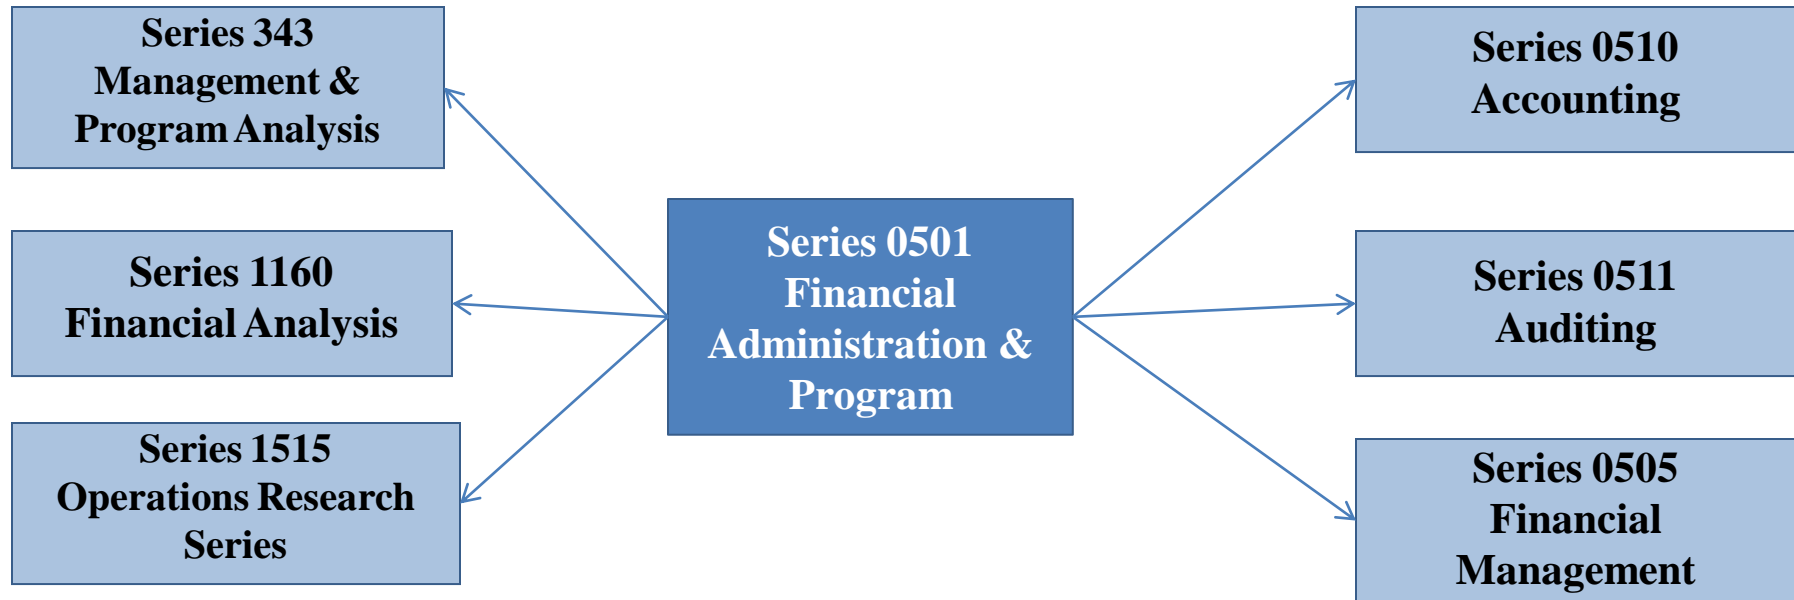 Series 343
Management &
Program Analysis
Series 1160
Financial Analysis
Series 1515
Operations Research
Series
Series 0501
Financial
Administration &
Program
Series 0510
Accounting
Series 0511
Auditing
Series 0505
Financial
Management